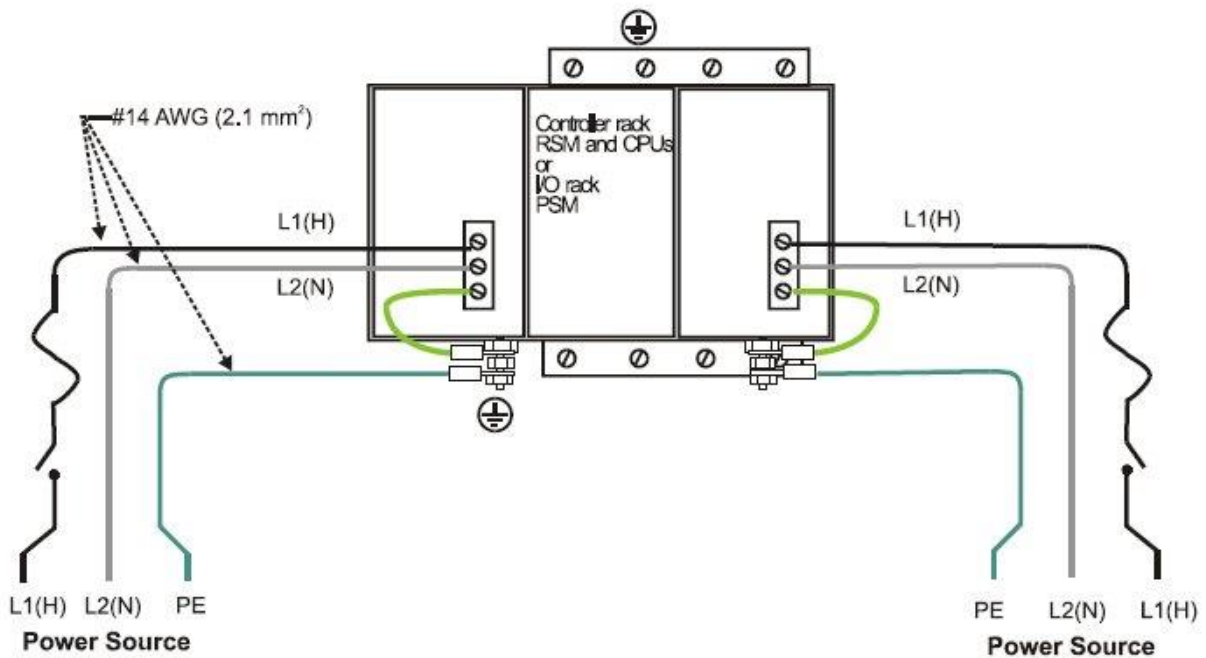 #14 AWG (2.1 mm²)
Controller rack
RSM and CPUs
or
I/O rack
PSM
L1(H)
L2(N)
L1(H)
L2(N)
L1(H) L2(N) PE
Power Source
PE L2(N) L1(H)
Power Source